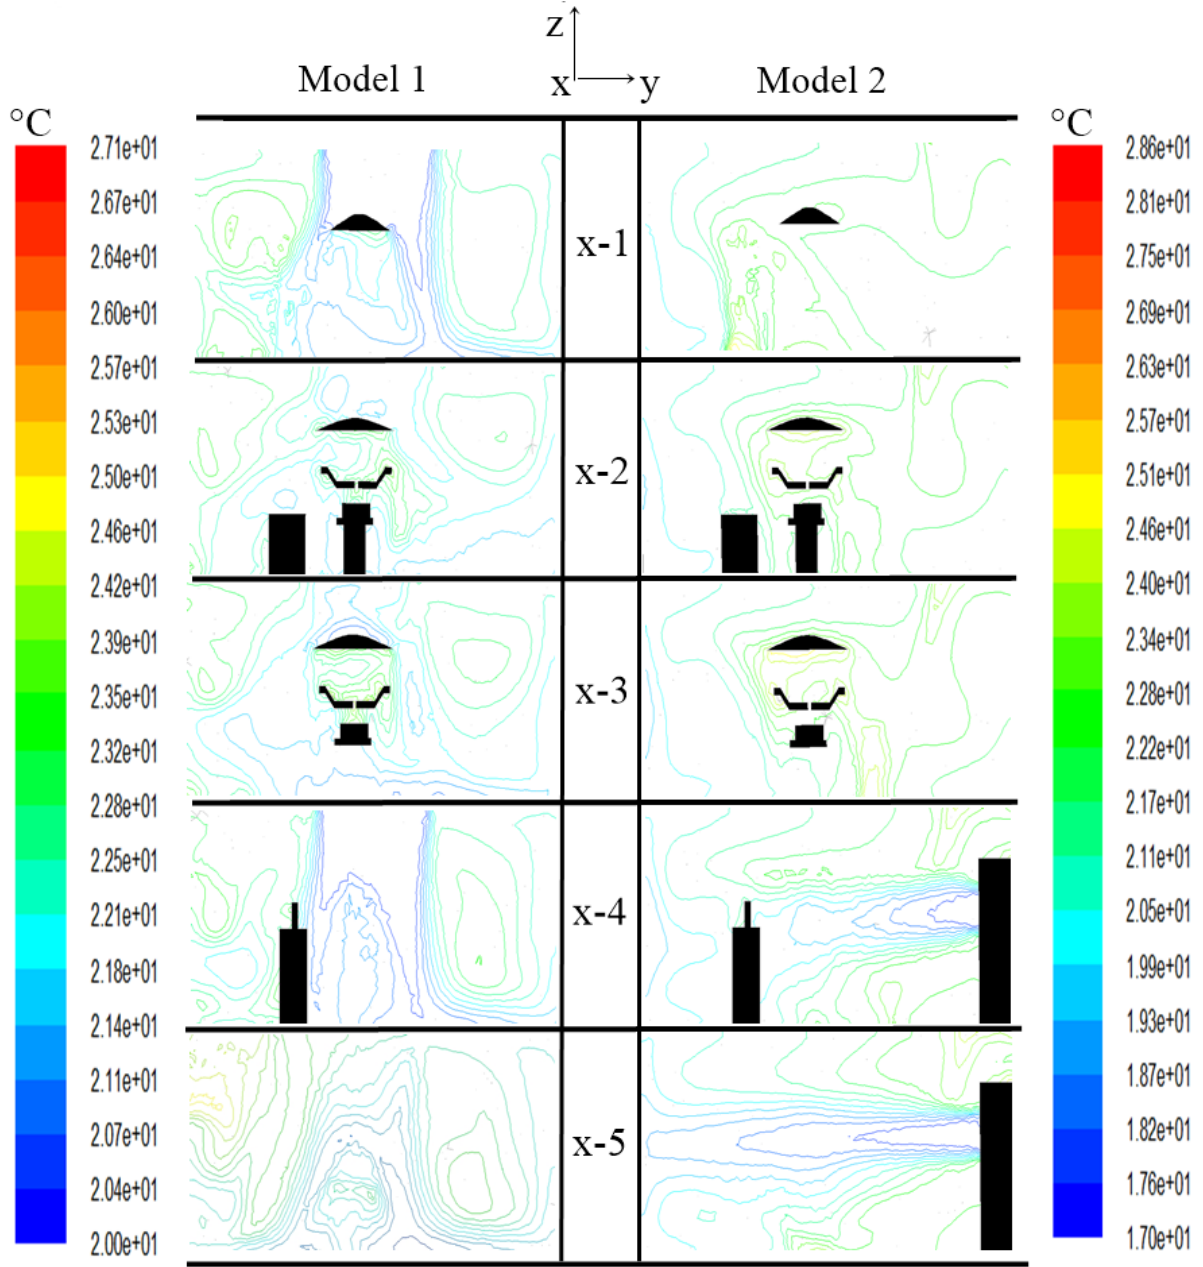 z
x → y
Model 1
Model 2
°C
2.71e+01
2.67e+01
2.64e+01
2.60e+01
2.57e+01
2.53e+01
2.50e+01
2.46e+01
2.42e+01
2.39e+01
2.35e+01
2.32e+01
2.28e+01
2.25e+01
2.21e+01
2.18e+01
2.14e+01
2.11e+01
2.07e+01
2.04e+01
2.00e+01
x-1
x-2
x-3
x-4
x-5
°C
2.86e+01
2.81e+01
2.75e+01
2.69e+01
2.63e+01
2.57e+01
2.51e+01
2.46e+01
2.40e+01
2.34e+01
2.28e+01
2.22e+01
2.17e+01
2.11e+01
2.05e+01
1.99e+01
1.93e+01
1.87e+01
1.82e+01
1.76e+01
1.70e+01